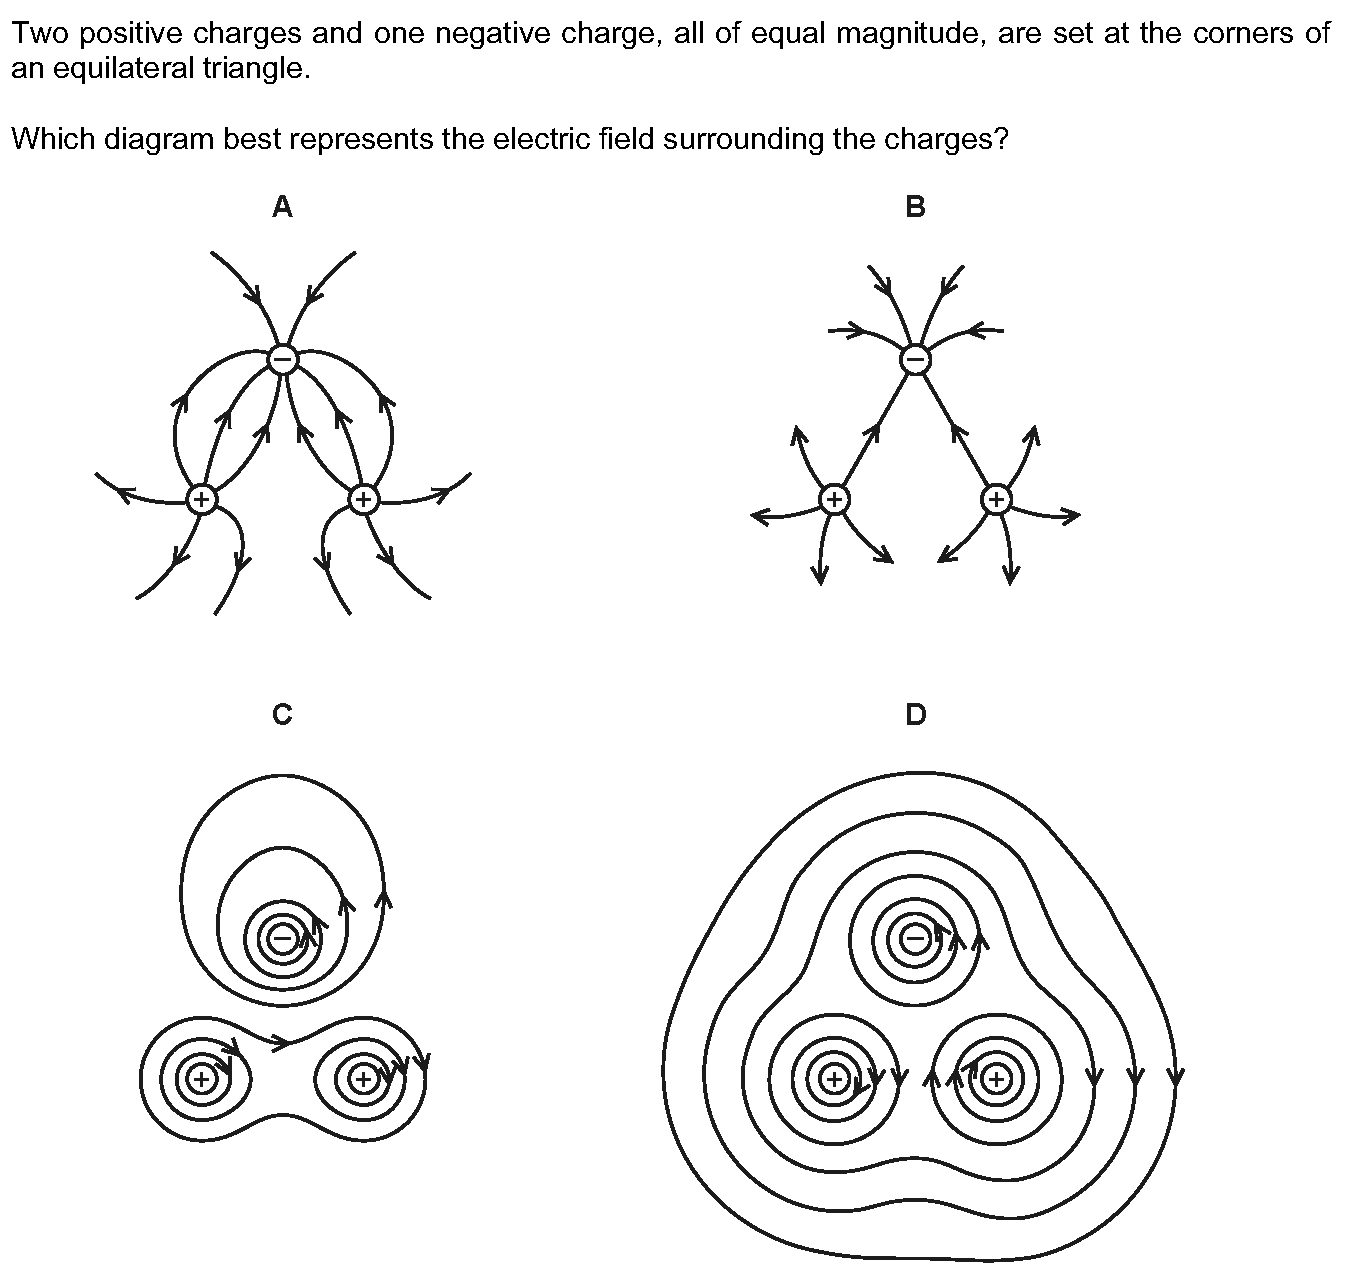 Two positive charges and one negative charge, all of equal magnitude, are set at the corners of
an equilateral triangle.
Which diagram best represents the electric field surrounding the charges?
A
B
−
−
+
+
+
+
C
D
−
−
+
+
+
+